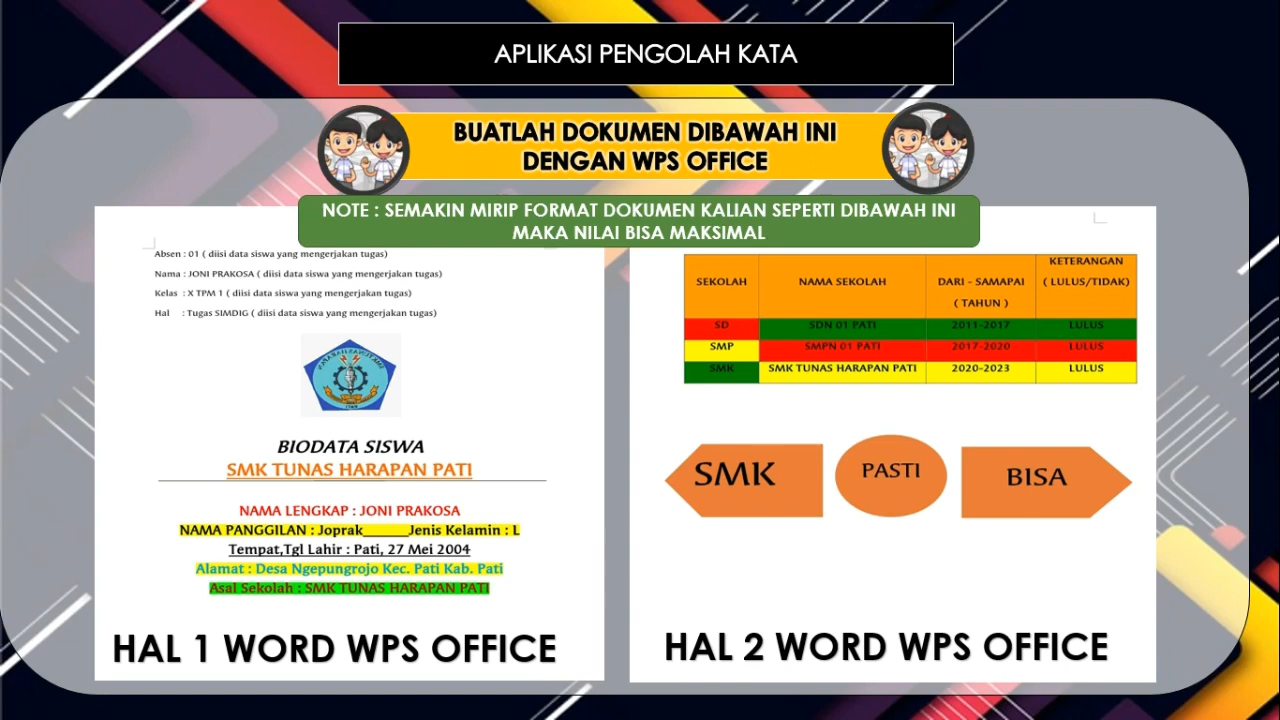 APLIKASI PENGOLAH KATA
BUATLAH DOKUMEN DIBAWAH INI
DENGAN WPS OFFICE
NOTE : SEMAKIN MIRIP FORMAT DOKUMEN KALIAN SEPERTI DIBAWAH INI
MAKA NILAI BISA MAKSIMAL
Absen : 01 ( diisi data siswa yang mengerjakan tugas)
Nama : JONI PRAKOSA ( diisi data siswa yang mengerjakan tugas)
Kelas : X TPM 1 ( diisi data siswa yang mengerjakan tugas)
Hal : Tugas SIMDIG ( diisi data siswa yang mengerjakan tugas)
BIODATA SISWA
SMK TUNAS HARAPAN PATI
NAMA LENGKAP : JONI PRAKOSA
NAMA PANGGILAN : Joprak______Jenis Kelamin : L
Tempat,Tgl Lahir : Pati, 27 Mei 2004
Alamat : Desa Ngepungrojo Kec. Pati Kab. Pati
Asal Sekolah : SMK TUNAS HARAPAN PATI
HAL 1 WORD WPS OFFICE
SEKOLAH NAMA SEKOLAH DARI - SAMAPAI ( TAHUN ) KETERANGAN ( LULUS/TIDAK)
SD SDN 01 PATI 2011-2017 LULUS
SMP SMPN 01 PATI 2017-2020 LULUS
SMK SMK TUNAS HARAPAN PATI 2020-2023 LULUS
SMK PASTI BISA
HAL 2 WORD WPS OFFICE